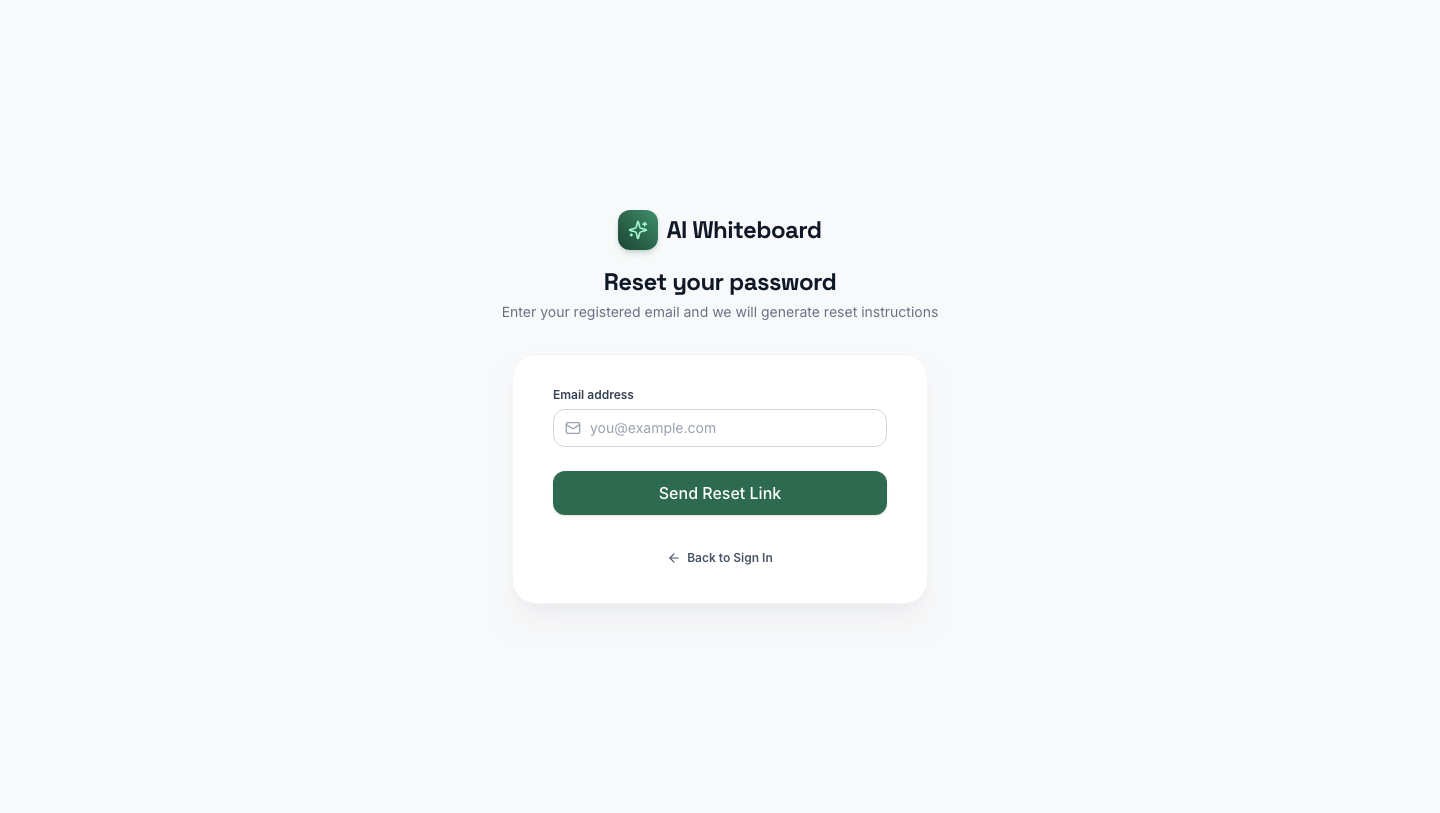 AI Whiteboard
Reset your password
Enter your registered email and we will generate reset instructions
Email address
you@example.com
Send Reset Link
Back to Sign In